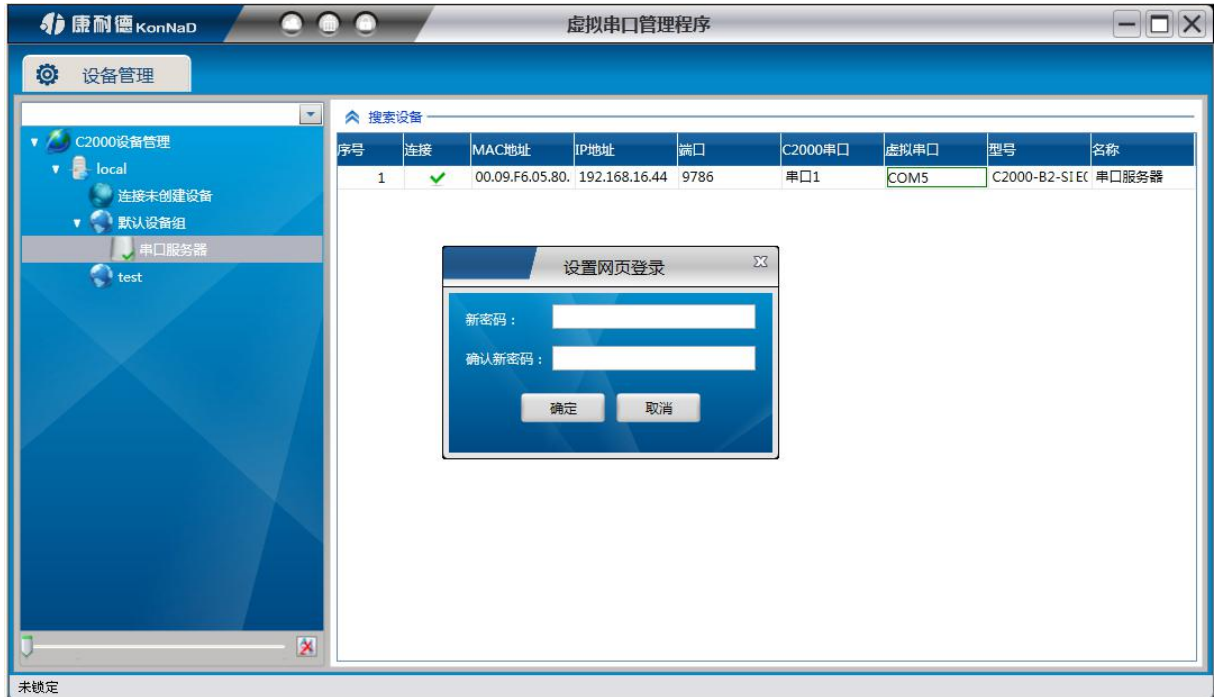 康耐德 KonNaD
虚拟串口管理程序
设备管理
C2000设备管理
local
连接未创建设备
默认设备组
串口服务器
test
搜索设备
序号 连接 MAC地址 IP地址 端口 C2000串口 虚拟串口 型号 名称
1 00.09.F6.05.80. 192.168.16.44 9786 串口1 COM5 C2000-B2-SIE( 串口服务器
设置网页登录
新密码：
确认新密码：
确定 取消
未锁定